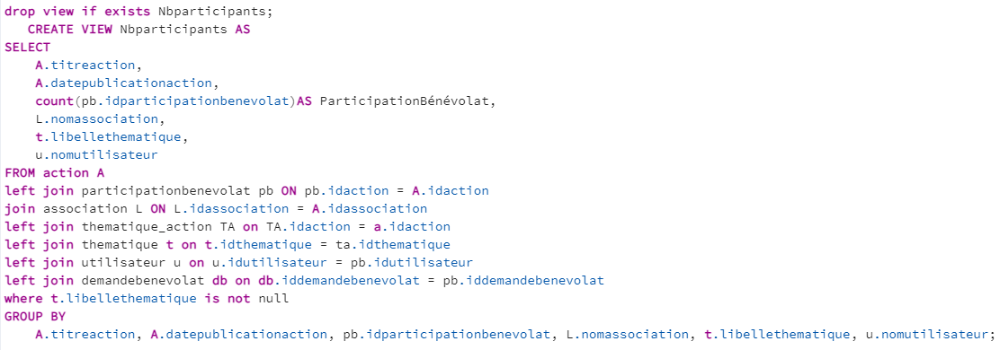 drop view if exists Nbparticipants;
CREATE VIEW Nbparticipants AS
SELECT
A.titreaction,
A.datepublicationaction,
count(pb.idparticipationbenevolat)AS ParticipationBénévolat,
L.nomassociation,
t.libellethematique,
u.nomutilisateur
FROM action A
left join participationbenevolat pb ON pb.idaction = A.idaction
join association L ON L.idassociation = A.idassociation
left join thematique_action TA on TA.idaction = a.idaction
left join thematique t on t.idthematique = ta.idthematique
left join utilisateur u on u.idutilisateur = pb.idutilisateur
left join demandebenevolat db on db.iddemandebenevolat = pb.iddemandebenevolat
where t.libellethematique is not null
GROUP BY
A.titreaction, A.datepublicationaction, pb.idparticipationbenevolat, L.nomassociation, t.libellethematique, u.nomutilisateur;